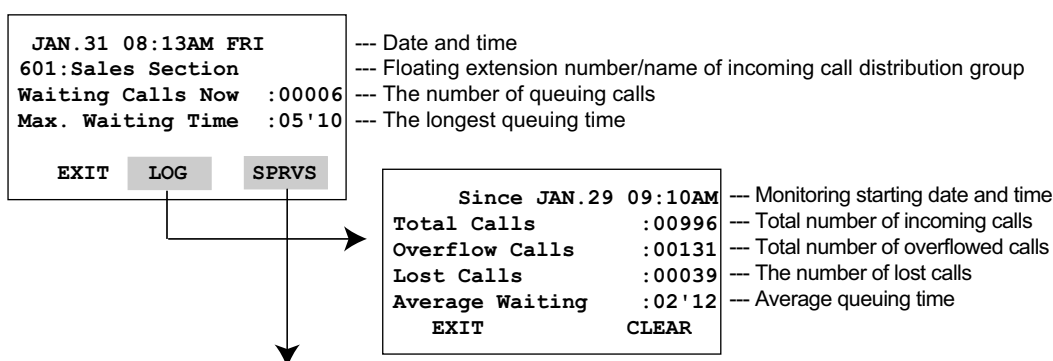 JAN.31 08:13AM FRI --- Date and time
601:Sales Section --- Floating extension number/name of incoming call distribution group
Waiting Calls Now :00006 --- The number of queuing calls
Max. Waiting Time :05'10 --- The longest queuing time
EXIT LOG SPRVS
Since JAN.29 09:10AM --- Monitoring starting date and time
Total Calls :00996 --- Total number of incoming calls
Overflow Calls :00131 --- Total number of overflowed calls
Lost Calls :00039 --- The number of lost calls
Average Waiting :02'12 --- Average queuing time
EXIT CLEAR